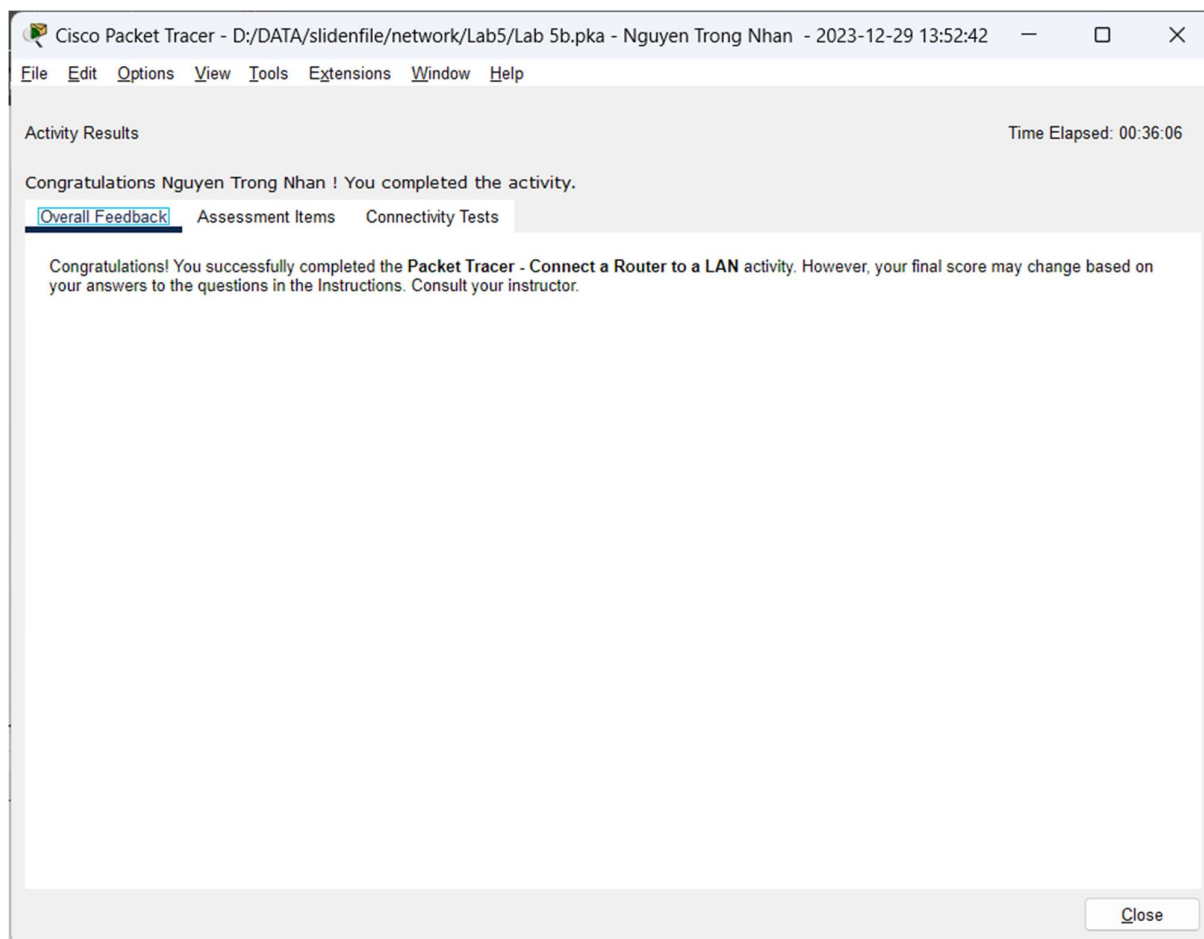 Cisco Packet Tracer - D:/DATA/slidenfile/network/Lab5/Lab 5b.pka - Nguyen Trong Nhan - 2023-12-29 13:52:42
File Edit Options View Tools Extensions Window Help
Activity Results Time Elapsed: 00:36:06
Congratulations Nguyen Trong Nhan ! You completed the activity.
Overall Feedback Assessment Items Connectivity Tests
Congratulations! You successfully completed the Packet Tracer - Connect a Router to a LAN activity. However, your final score may change based on
your answers to the questions in the Instructions. Consult your instructor.
Close